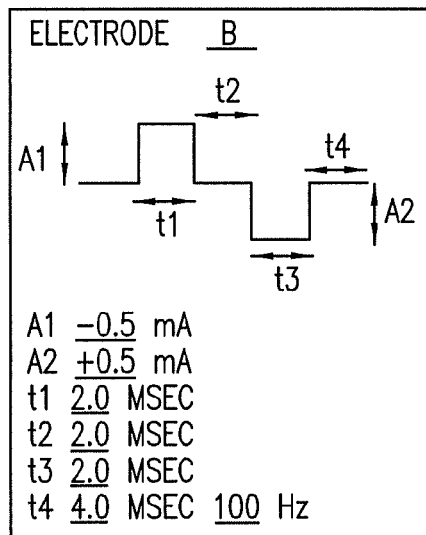 ELECTRODE B
t2
A1
t4
t1
A2
t3
A1 −0.5 mA
A2 +0.5 mA
t1 2.0 MSEC
t2 2.0 MSEC
t3 2.0 MSEC
t4 4.0 MSEC 100 Hz